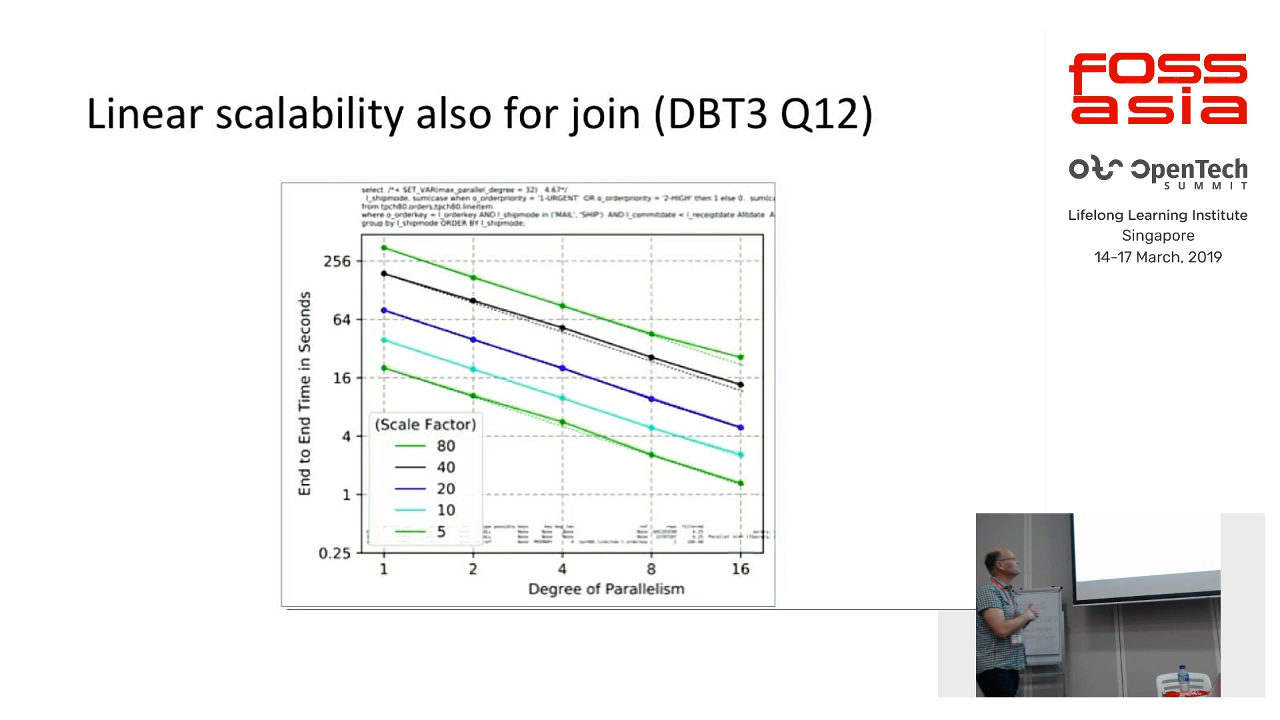 Linear scalability also for join (DBT3 Q12)
foss
asia
OpenTech
SUMMIT
Lifelong Learning Institute
Singapore
14-17 March, 2019
select /*+ SET_VAR(max_parallel_degree = 32) 4.67*/
l_shipmode, sum(case when o_orderpriority = '1-URGENT' OR o_orderpriority = '2-HIGH' then 1 else 0.
from tpch80.orders,tpch80.lineitem
where o_orderkey = l_orderkey AND l_shipmode in ('MAIL', 'SHIP') AND l_commitdate < l_receiptdate
group by l_shipmode ORDER BY l_shipmode;
End to End Time in Seconds
256
64
16
4
1
0.25
(Scale Factor)
80
40
20
10
5
1 2 4 8 16
Degree of Parallelism